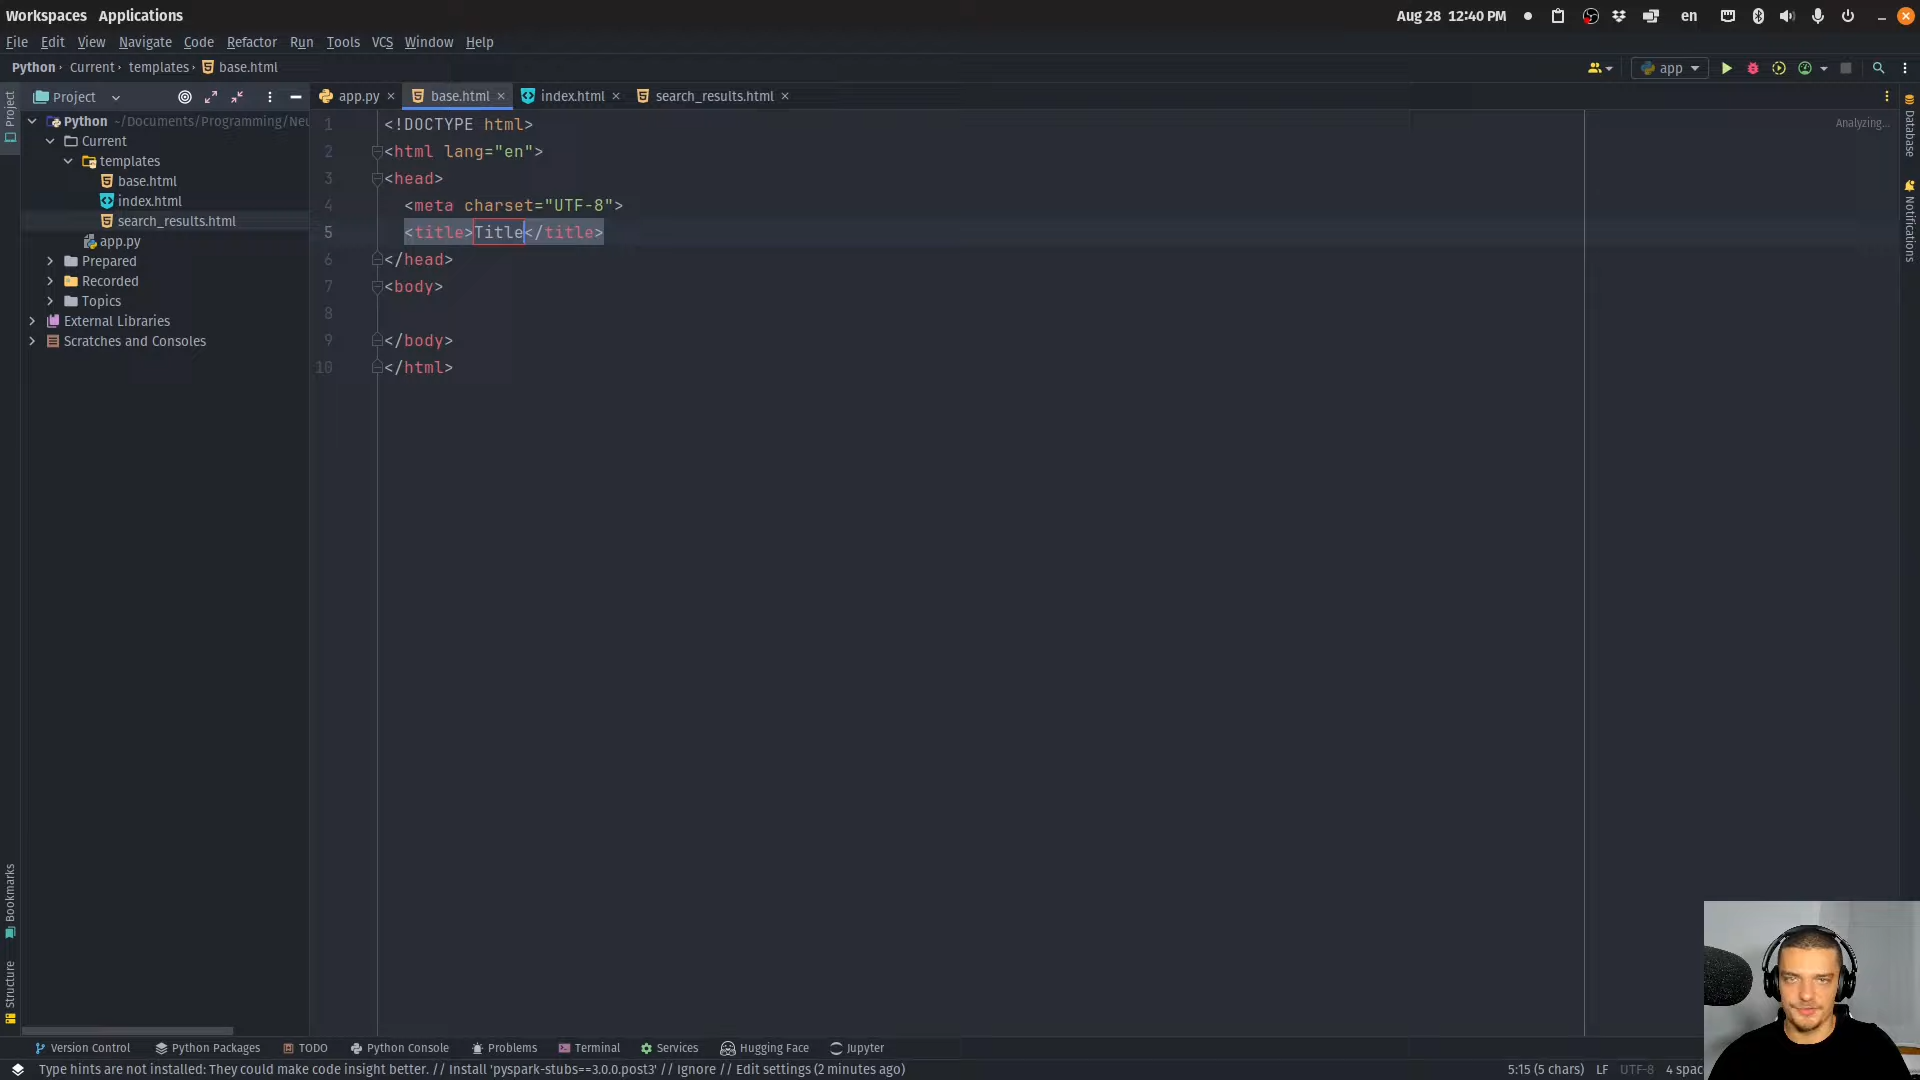 Workspaces Applications
Aug 28 12:40 PM
en
File Edit View Navigate Code Refactor Run Tools VCS Window Help
Python Current templates base.html
app
Project
app.py
base.html
index.html
search_results.html
Project
Python ~/Documents/Programming/Neu
Current
templates
base.html
index.html
search_results.html
app.py
Prepared
Recorded
Topics
External Libraries
Scratches and Consoles
1 <!DOCTYPE html>
2 <html lang="en">
3 <head>
4 <meta charset="UTF-8">
5 <title>Title</title>
6 </head>
7 <body>
8
9 </body>
10 </html>
Analyzing...
Database
Notifications
Bookmarks
Structure
Version Control Python Packages TODO Python Console Problems Terminal Services Hugging Face Jupyter
Type hints are not installed: They could make code insight better. // Install 'pyspark-stubs==3.0.0.post3' // Ignore // Edit settings (2 minutes ago)
5:15 (5 chars) LF UTF-8 4 spac